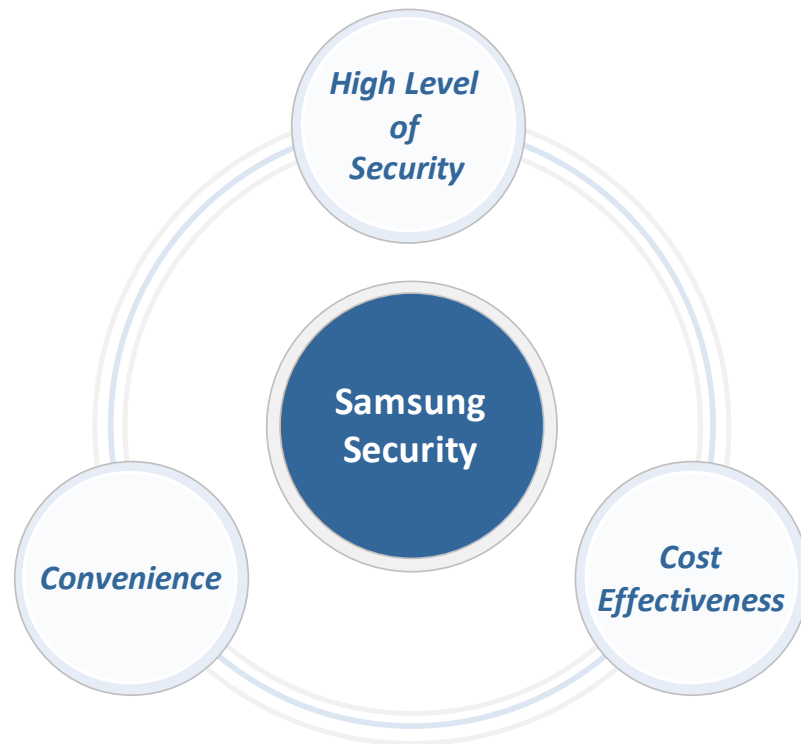 High Level
of
Security
Samsung
Security
Convenience
Cost
Effectiveness